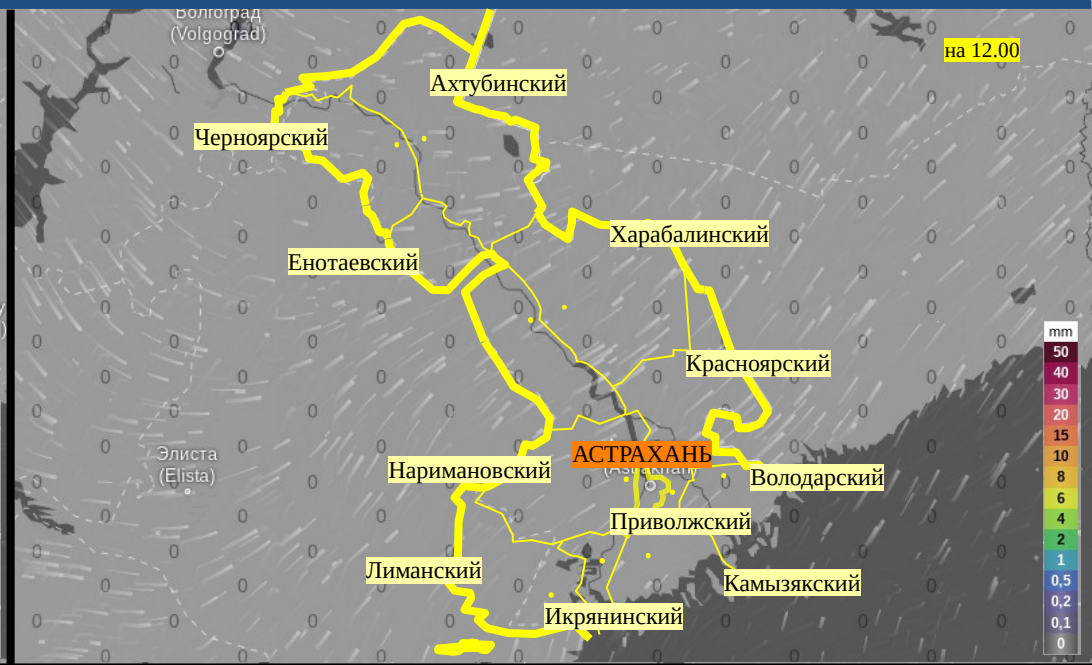 Волгоград
(Volgograd)
на 12.00
Ахтубинский
Черноярский
Харабалинский
Енотаевский
mm
50
40
30
20
15
10
8
6
4
2
1
0,5
0,2
0,1
0
Красноярский
Элиста
(Elista)
АСТРАХАНЬ
Наримановский
Володарский
Приволжский
Лиманский
Камызякский
Икрянинский